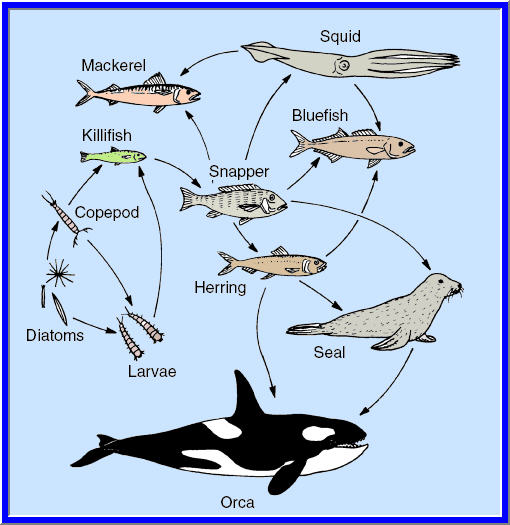 Squid
Mackerel
Bluefish
Killifish
Snapper
Copepod
Herring
Diatoms
Seal
Larvae
Orca